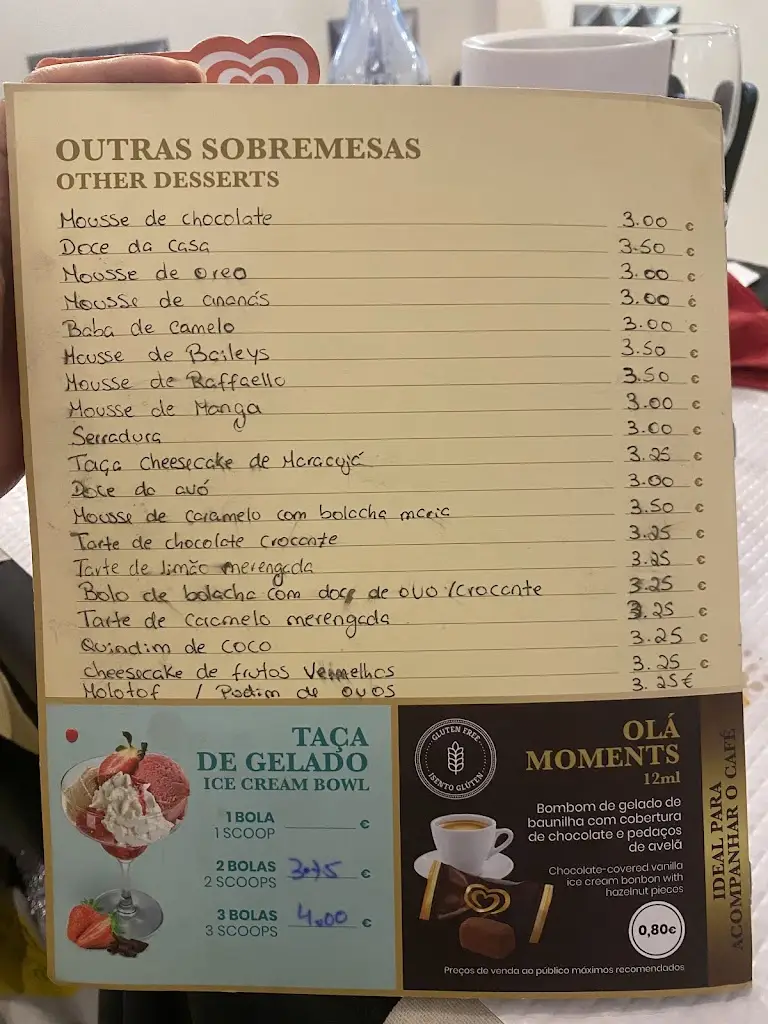 OUTRAS SOBREMESAS
OTHER DESSERTS
Mousse de chocolate 3.00 €
Doce da casa 3.50 €
Mousse de oreo 3.00 €
Mousse de ananás 3.00 €
Baba de Camelo 3.00 €
Mousse de Baileys 3.50 €
Mousse de Raffaello 3.50 €
Mousse de Manga 3.00 €
Serradura 3.00 €
Taça cheesecake de Maracujá 3.25 €
Doce do avó 3.00 €
Mousse de caramelo com bolacha maria 3.50 €
Tarte de chocolate crocante 3.25 €
Tarte de limão merengada 3.25 €
Bolo de bolacha com doce de ovo /crocante 3.25 €
Tarte de caramelo merengada 3.25 €
Quindim de coco 3.25 €
cheesecake de frutos Vermelhos 3.25 €
Molotof / Pudim de ovos 3.25€
TAÇA
DE GELADO
ICE CREAM BOWL
1 BOLA €
1 SCOOP
2 BOLAS €
2 SCOOPS
3 BOLAS 4.00 €
3 SCOOPS
GLUTEN FREE
ISENTO GLÚTEN
OLÁ
MOMENTS
12ml
Bombom de gelado de
baunilha com cobertura
de chocolate e pedaços
de avelã
Chocolate-covered vanilla
ice cream bonbon with
hazelnut pieces
0,80€
Preços de venda ao público máximos recomendados
IDEAL PARA
ACOMPANHAR O CAFÉ